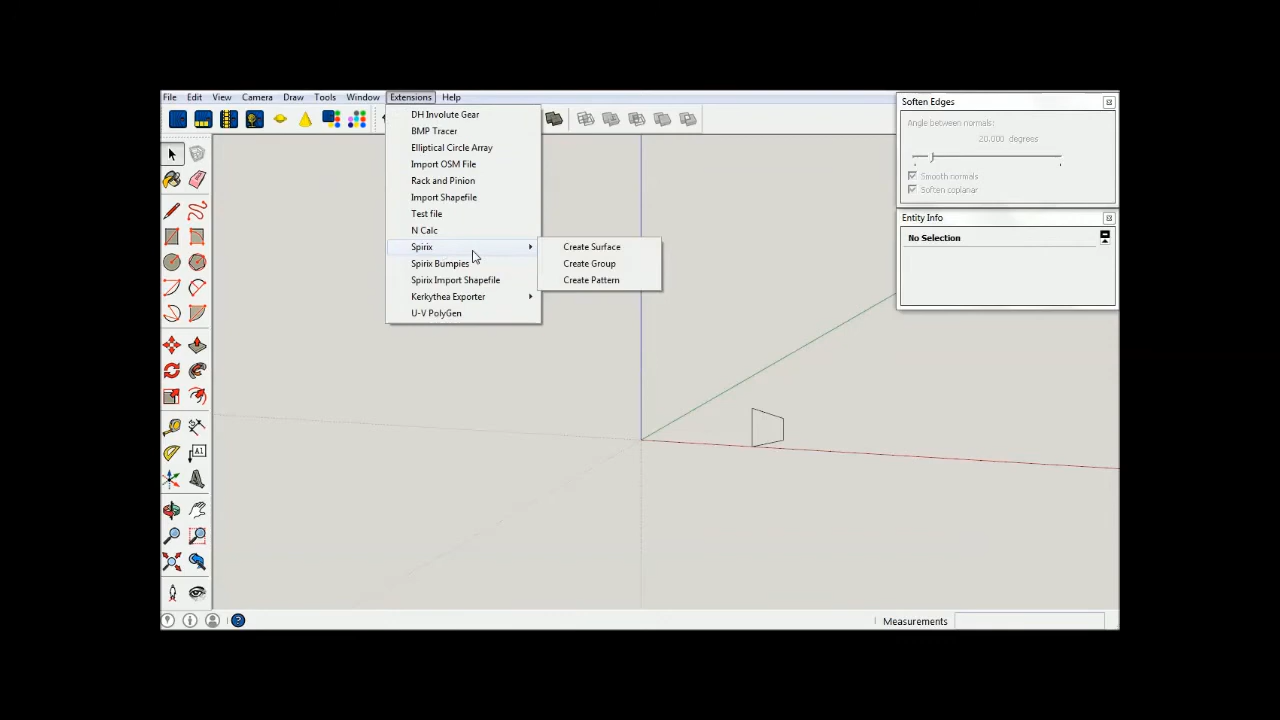 File Edit View Camera Draw Tools Window Extensions Help
DH Involute Gear
BMP Tracer
Elliptical Circle Array
Import OSM File
Rack and Pinion
Import Shapefile
Test file
N Calc
Spirix
Spirix Bumpies
Spirix Import Shapefile
Kerkythea Exporter
U-V PolyGen
Create Surface
Create Group
Create Pattern
Soften Edges
Angle between normals:
20.000 degrees
Smooth normals
Soften coplanar
Entity Info
No Selection
A1
Measurements